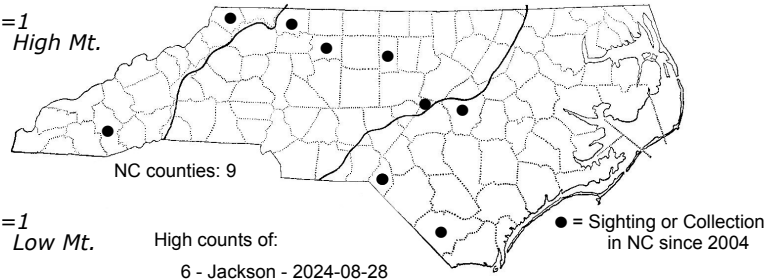 =1
High Mt.
NC counties: 9
=1
Low Mt.
High counts of:
6 - Jackson - 2024-08-28
● = Sighting or Collection
in NC since 2004